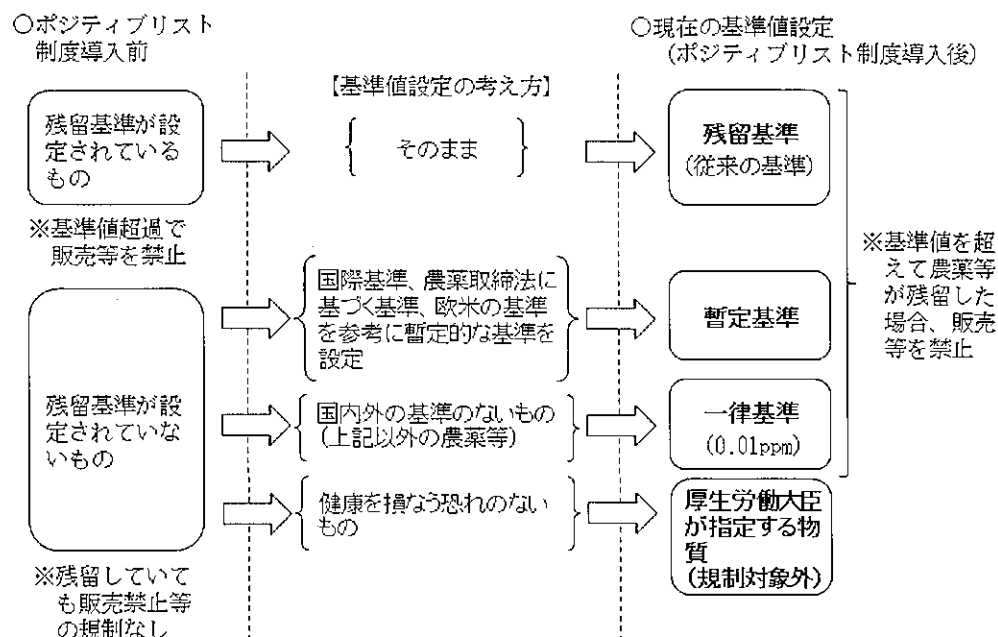 ○ポジティブリスト
制度導入前
○現在の基準値設定
(ポジティブリスト制度導入後)
【基準値設定の考え方】
残留基準が設
定されている
もの
そのまま
残留基準
(従来の基準)
※基準値超過で
販売等を禁止
国際基準、農薬取締法に
基づく基準、欧米の基準
を参考に暫定的な基準を
設定
暫定基準
※基準値を超
えて農薬等
が残留した
場合、販売
等を禁止
残留基準が設
定されていな
いもの
国内外の基準のないもの
(上記以外の農薬等)
一律基準
(0.01ppm)
健康を損なう恐れのない
もの
厚生労働大臣
が指定する物
質
(規制対象外)
※残留していて
も販売禁止等
の規制なし